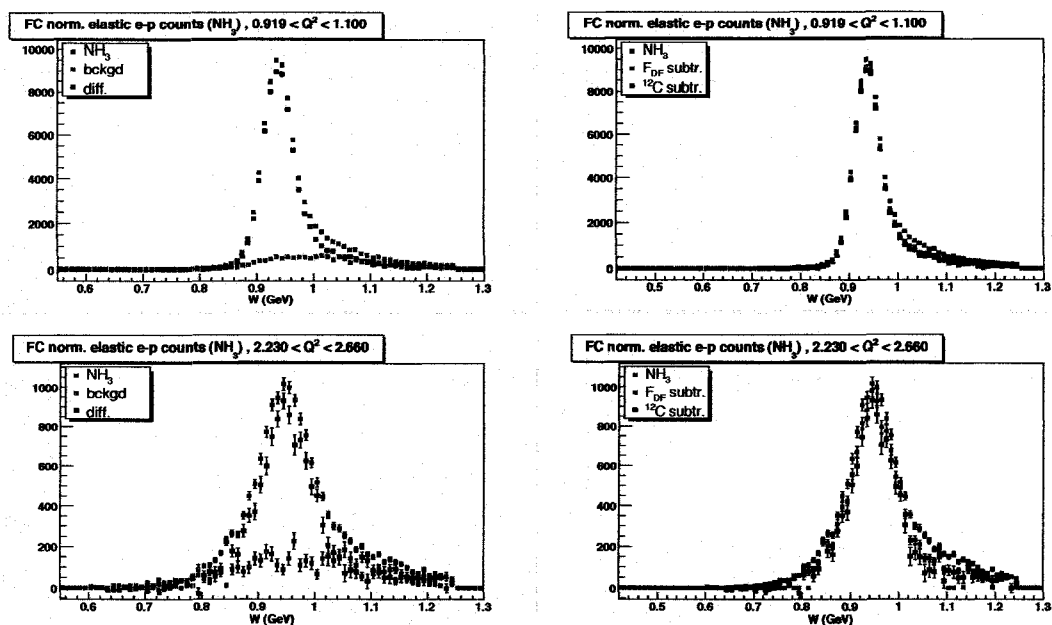 FC norm. elastic e-p counts (NH3) , 0.919 < Q² < 1.100
NH3
bckgd
diff.
10000
8000
6000
4000
2000
0
0.6 0.7 0.8 0.9 1 1.1 1.2 1.3
W (GeV)
FC norm. elastic e-p counts (NH3) , 0.919 < Q² < 1.100
NH3
FDF subtr.
¹²C subtr.
10000
8000
6000
4000
2000
0
0.5 0.6 0.7 0.8 0.9 1 1.1 1.2 1.3
W (GeV)
FC norm. elastic e-p counts (NH3) , 2.230 < Q² < 2.660
NH3
bckgd
diff.
1000
800
600
400
200
0
0.6 0.7 0.8 0.9 1 1.1 1.2 1.3
W (GeV)
FC norm. elastic e-p counts (NH3) , 2.230 < Q² < 2.660
NH3
FDF subtr.
¹²C subtr.
1000
800
600
400
200
0
0.5 0.6 0.7 0.8 0.9 1 1.1 1.2 1.3
W (GeV)